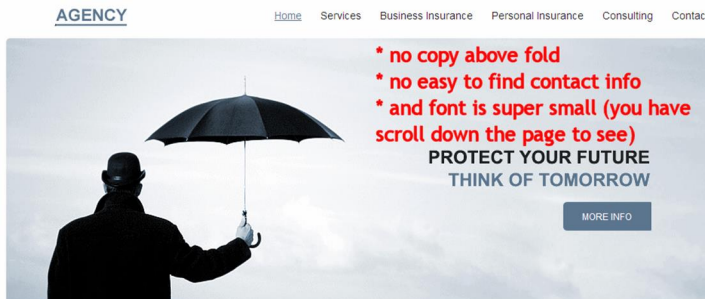 AGENCY
Home Services Business Insurance Personal Insurance Consulting Contac
* no copy above fold
* no easy to find contact info
* and font is super small (you have
scroll down the page to see)
PROTECT YOUR FUTURE
THINK OF TOMORROW
MORE INFO